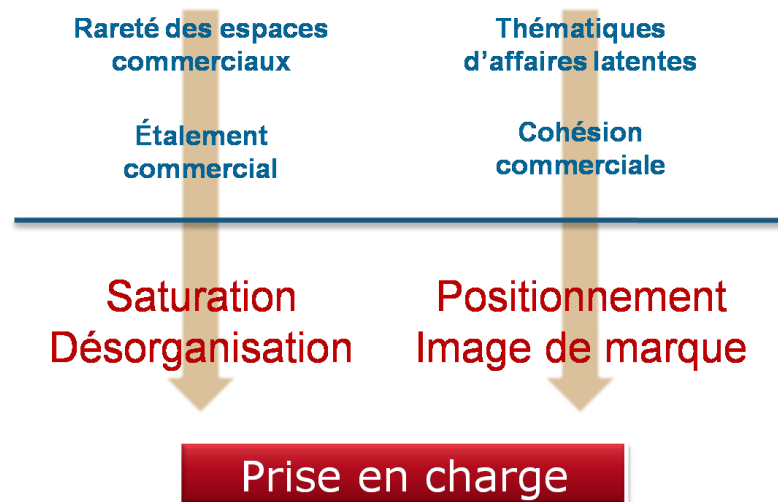 Rareté des espaces
commerciaux
Thématiques
d'affaires latentes
Étalement
commercial
Cohésion
commerciale
Saturation
Désorganisation
Positionnement
Image de marque
Prise en charge